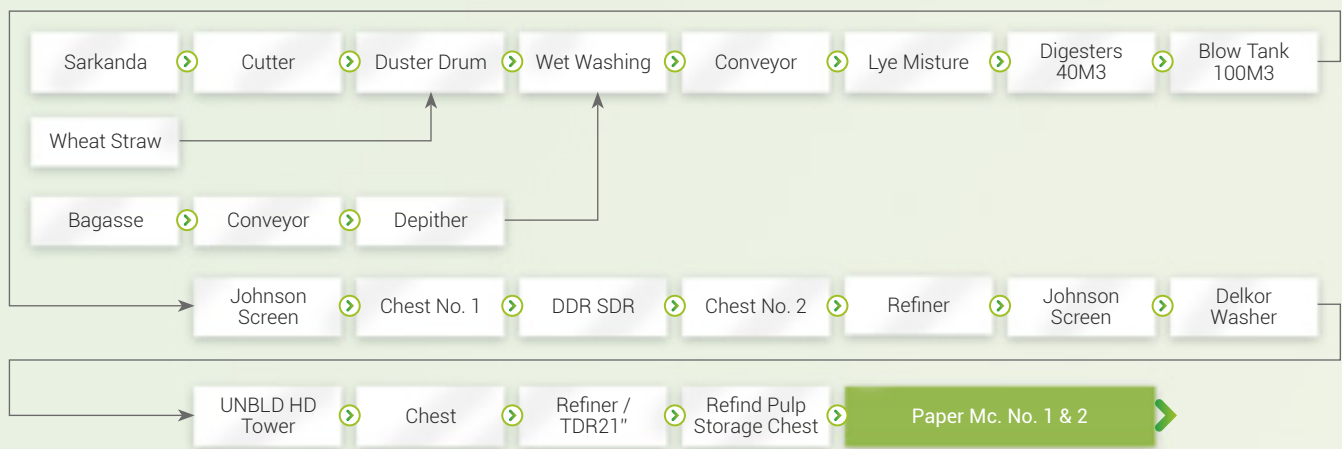 Sarkanda
Cutter
Duster Drum
Wet Washing
Conveyor
Lye Misture
Digesters
40M3
Blow Tank
100M3
Wheat Straw
Bagasse
Conveyor
Depither
Johnson
Screen
Chest No. 1
DDR SDR
Chest No. 2
Refiner
Johnson
Screen
Delkor
Washer
UNBLD HD
Tower
Chest
Refiner /
TDR21"
Refind Pulp
Storage Chest
Paper Mc. No. 1 & 2